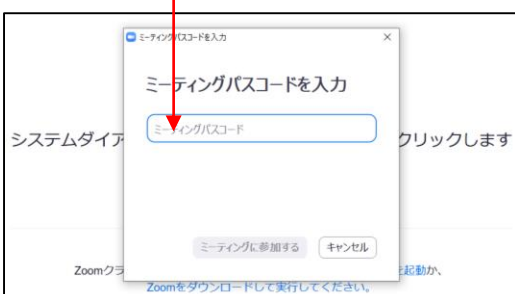 ミーティングパスコードを入力
ミーティングパスコードを入力
ミーティングパスコード
システムダイア
クリックします
ミーティングに参加する キャンセル
Zoomクラ
起動か、
Zoomをダウンロードして実行してください。